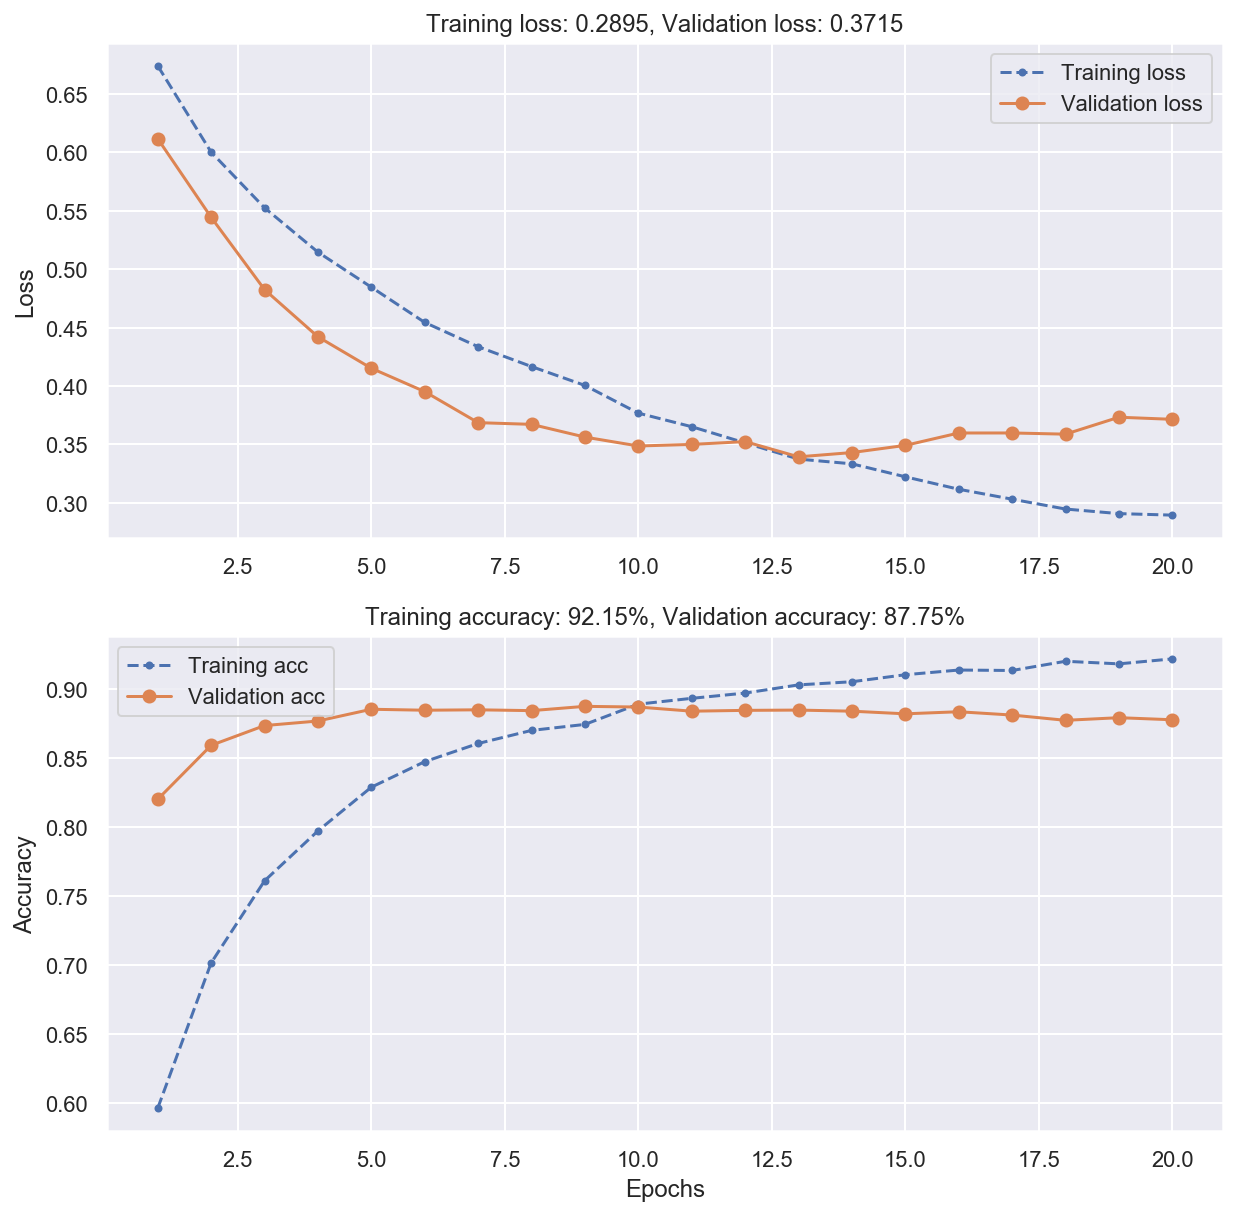 Training loss: 0.2895, Validation loss: 0.3715
Training loss
Validation loss
0.65
0.60
0.55
0.50
0.45
0.40
0.35
0.30
Loss
2.5 5.0 7.5 10.0 12.5 15.0 17.5 20.0
Training accuracy: 92.15%, Validation accuracy: 87.75%
Training acc
Validation acc
0.90
0.85
0.80
0.75
0.70
0.65
0.60
Accuracy
2.5 5.0 7.5 10.0 12.5 15.0 17.5 20.0
Epochs